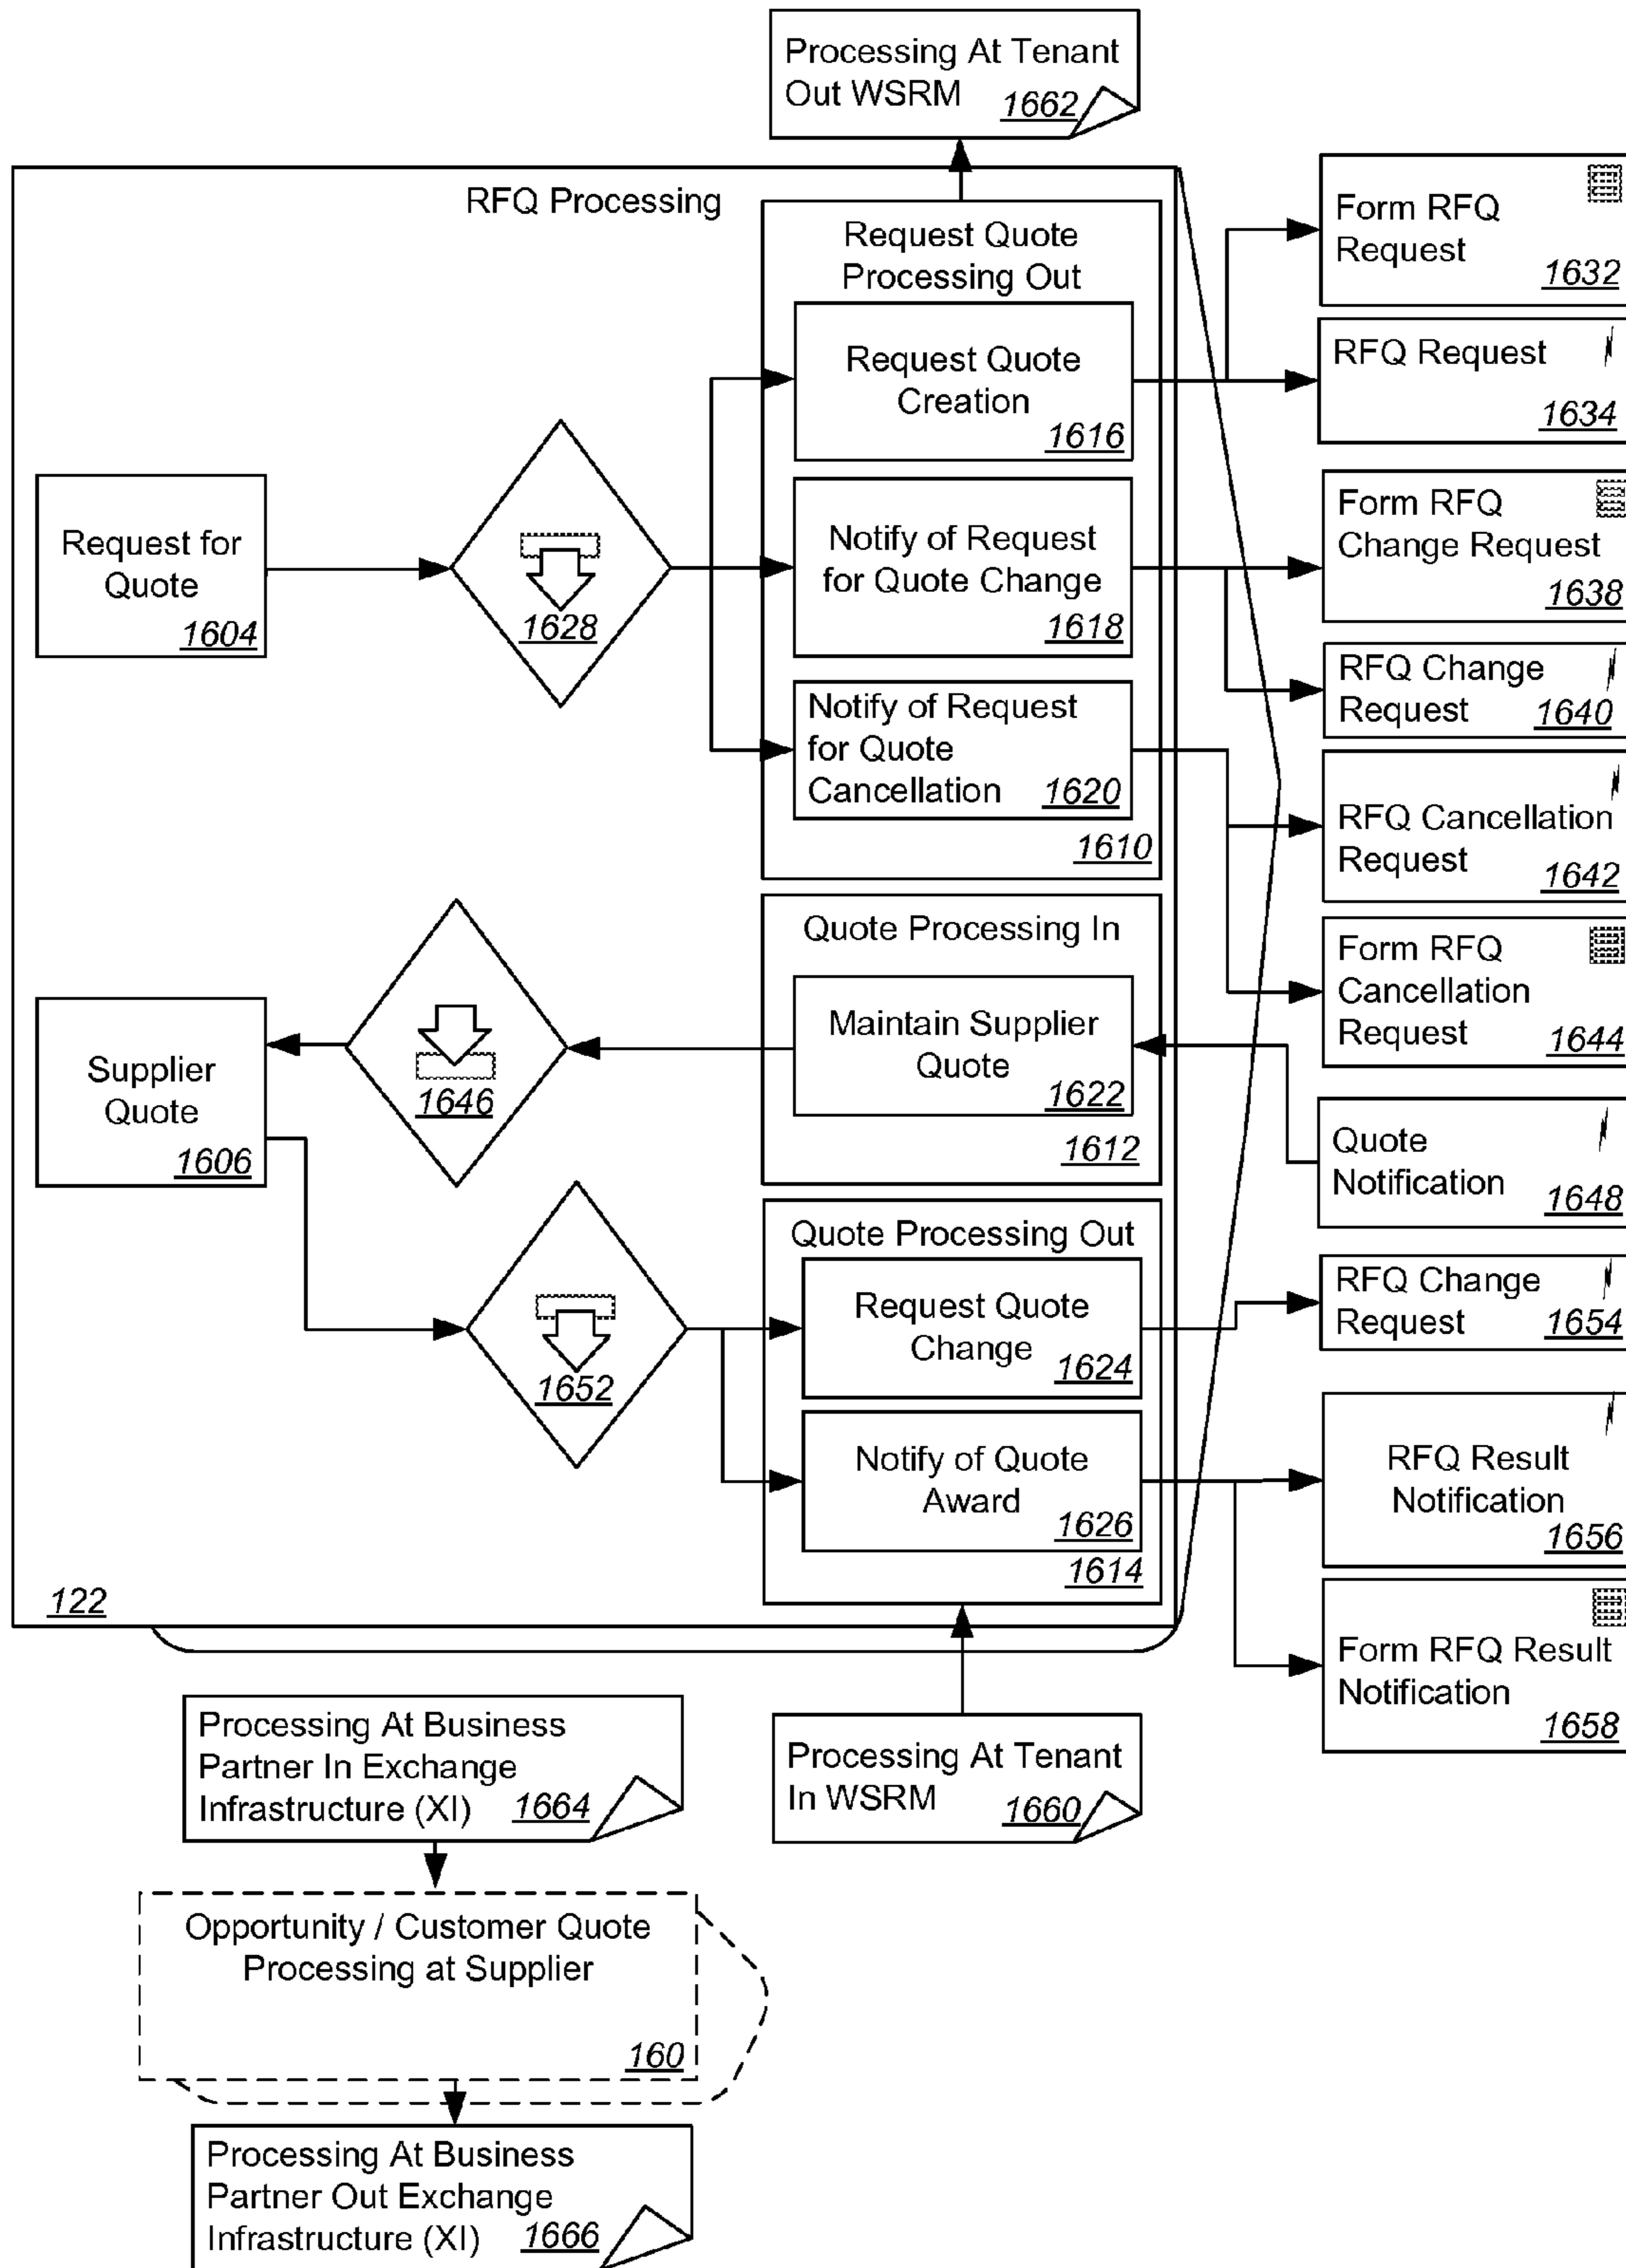 Processing At Tenant
Out WSRM 1662
RFQ Processing
Request Quote
Processing Out
Request Quote
Creation
1616
Notify of Request
for Quote Change
1618
Notify of Request
for Quote
Cancellation 1620
1610
Request for
Quote
1604
1628
Form RFQ
Request
1632
RFQ Request
1634
Form RFQ
Change Request
1638
RFQ Change
Request 1640
RFQ Cancellation
Request
1642
Form RFQ
Cancellation
Request 1644
Quote Processing In
Maintain Supplier
Quote
1622
1612
1646
Supplier
Quote
1606
Quote
Notification 1648
1652
Quote Processing Out
Request Quote
Change
1624
Notify of Quote
Award
1626
1614
RFQ Change
Request 1654
RFQ Result
Notification
1656
Form RFQ Result
Notification
1658
122
Processing At Business
Partner In Exchange
Infrastructure (XI) 1664
Processing At Tenant
In WSRM 1660
Opportunity / Customer Quote
Processing at Supplier
160
Processing At Business
Partner Out Exchange
Infrastructure (XI) 1666